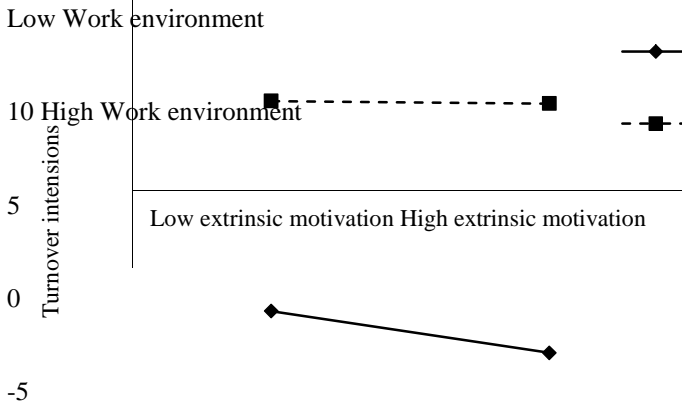 Low Work environment
10 High Work environment
5
Low extrinsic motivation High extrinsic motivation
Turnover intensions
0
-5